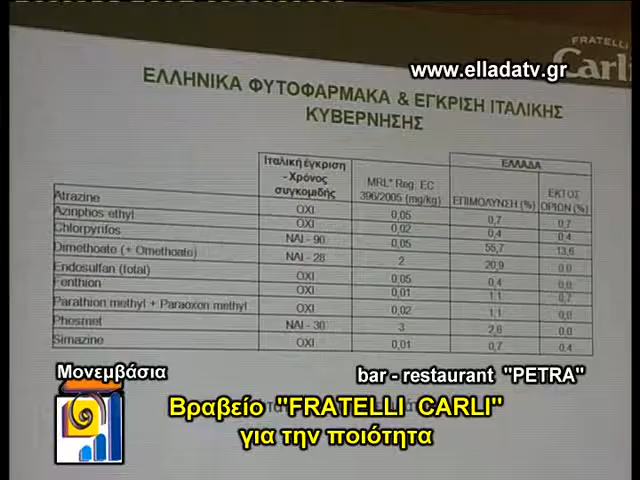 FRATELLI
Carli
www.elladatv.gr
ΕΛΛΗΝΙΚΑ ΦΥΤΟΦΑΡΜΑΚΑ & ΕΓΚΡΙΣΗ ΙΤΑΛΙΚΗΣ
ΚΥΒΕΡΝΗΣΗΣ
Ιταλική έγκριση - Χρόνος συγκομιδής MRL* Reg. EC 396/2005 (mg/kg) ΕΛΛΑΔΑ
ΕΠΙΜΟΛΥΝΣΗ (%) ΕΚΤΟΣ ΟΡΙΩΝ (%)
Atrazine ΟΧΙ 0,05 0,7 0,7
Azinphos ethyl ΟΧΙ 0,02 0,4 0,4
Chlorpyrifos ΝΑΙ - 90 0,05 55,7 13,6
Dimethoate (+ Omethoate) ΝΑΙ - 28 2 20,9 0.0
Endosulfan (total) ΟΧΙ 0,05 0,4 0.0
Fenthion ΟΧΙ 0,01 1,1 0,7
Parathion methyl + Paraoxon methyl ΟΧΙ 0,02 1,1 0.0
Phosmet ΝΑΙ - 30 3 2,6 0.0
Simazine ΟΧΙ 0,01 0,7 0,4
Μονεμβάσια
bar - restaurant "PETRA"
Βραβείο "FRATELLI CARLI"
για την ποιότητα